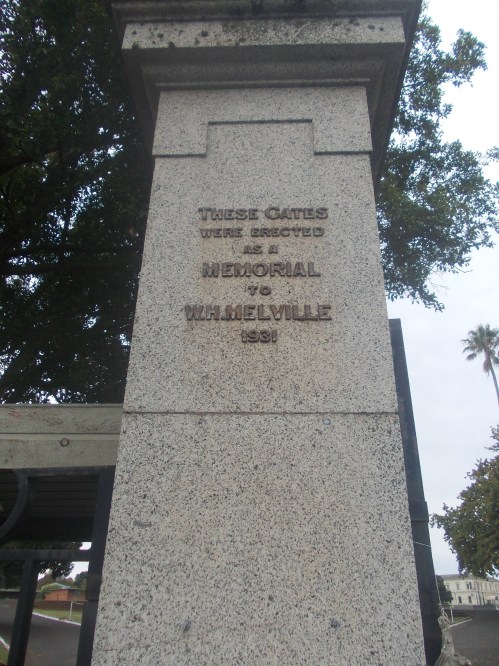 THESE GATES
WERE ERECTED
AS A
MEMORIAL
TO
W.H.MELVILLE
1931